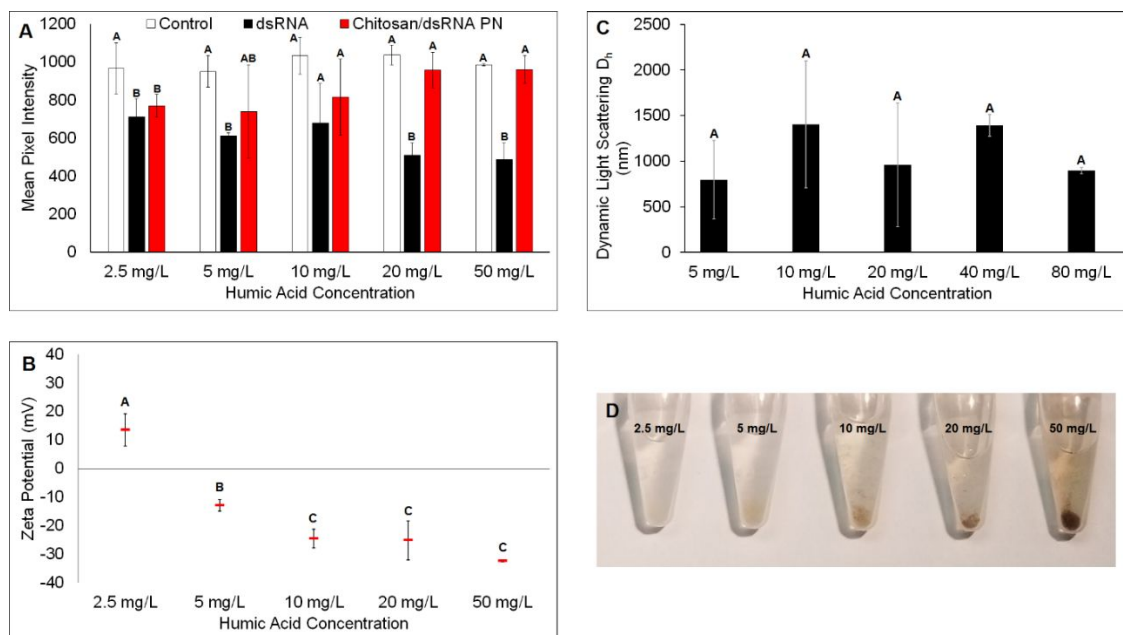 A
Control
dsRNA
Chitosan/dsRNA PN
Mean Pixel Intensity
1200
1000
800
600
400
200
0
A
B
B
A
B
AB
A
A
A
A
B
A
A
B
A
2.5 mg/L
5 mg/L
10 mg/L
20 mg/L
50 mg/L
Humic Acid Concentration
C
Dynamic Light Scattering Dh
(nm)
2500
2000
1500
1000
500
0
A
A
A
A
A
5 mg/L
10 mg/L
20 mg/L
40 mg/L
80 mg/L
Humic Acid Concentration
B
Zeta Potential (mV)
40
30
20
10
0
-10
-20
-30
-40
A
B
C
C
C
2.5 mg/L
5 mg/L
10 mg/L
20 mg/L
50 mg/L
Humic Acid Concentration
D
2.5 mg/L
5 mg/L
10 mg/L
20 mg/L
50 mg/L